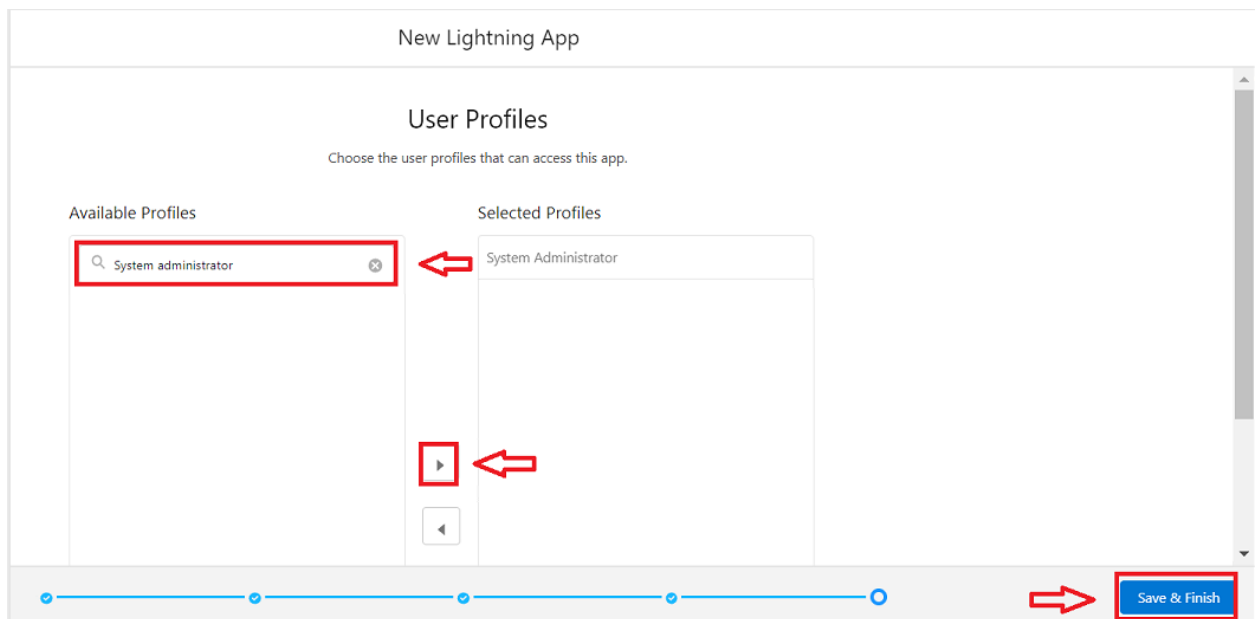 New Lightning App
User Profiles
Choose the user profiles that can access this app.
Available Profiles
Selected Profiles
System administrator
System Administrator
Save & Finish